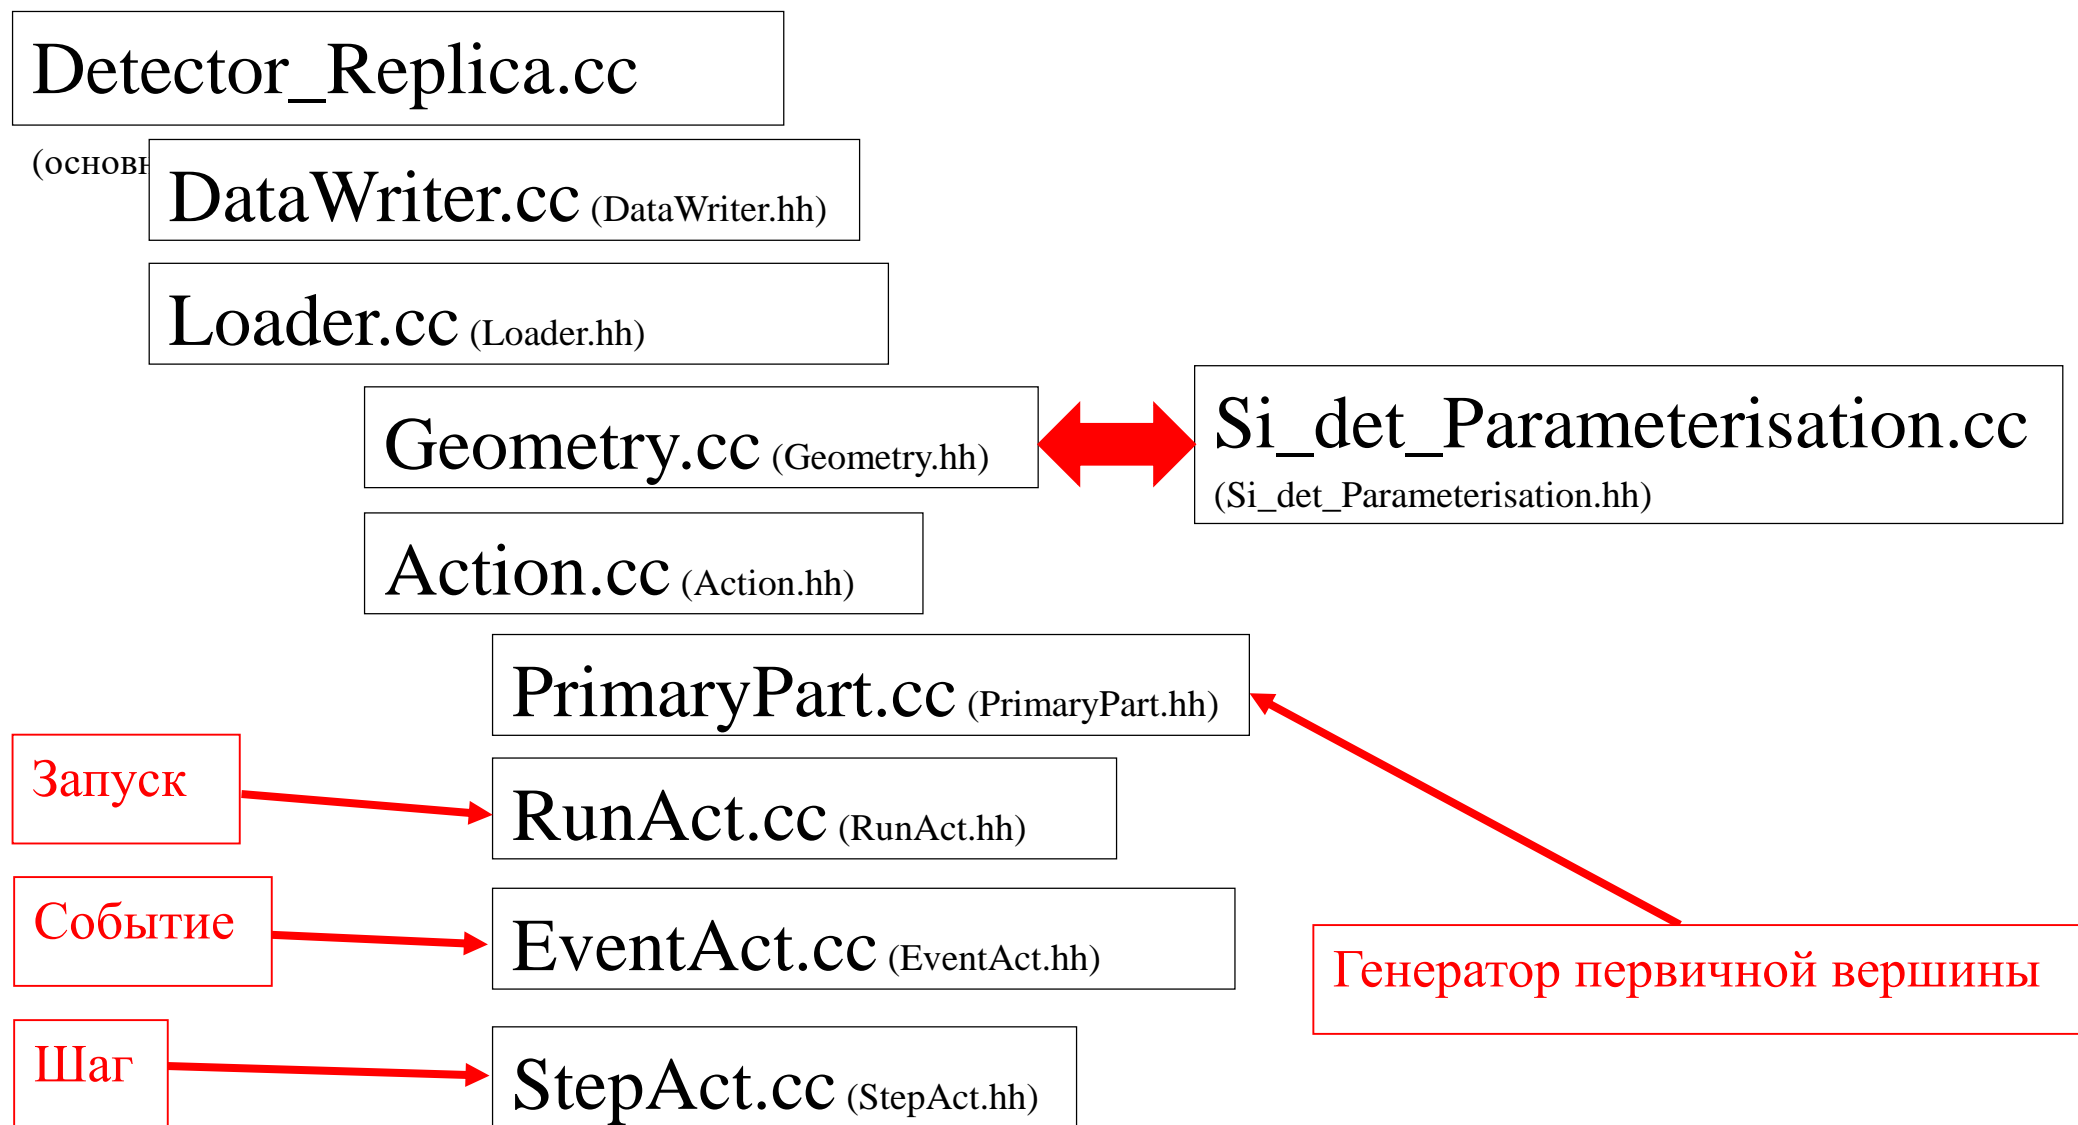 Detector_Replica.cc
DataWriter.cc (DataWriter.hh)
Loader.cc (Loader.hh)
Geometry.cc (Geometry.hh)
Si_det_Parameterisation.cc
(Si_det_Parameterisation.hh)
Action.cc (Action.hh)
PrimaryPart.cc (PrimaryPart.hh)
Запуск
RunAct.cc (RunAct.hh)
Событие
EventAct.cc (EventAct.hh)
Генератор первичной вершины
Шаг
StepAct.cc (StepAct.hh)